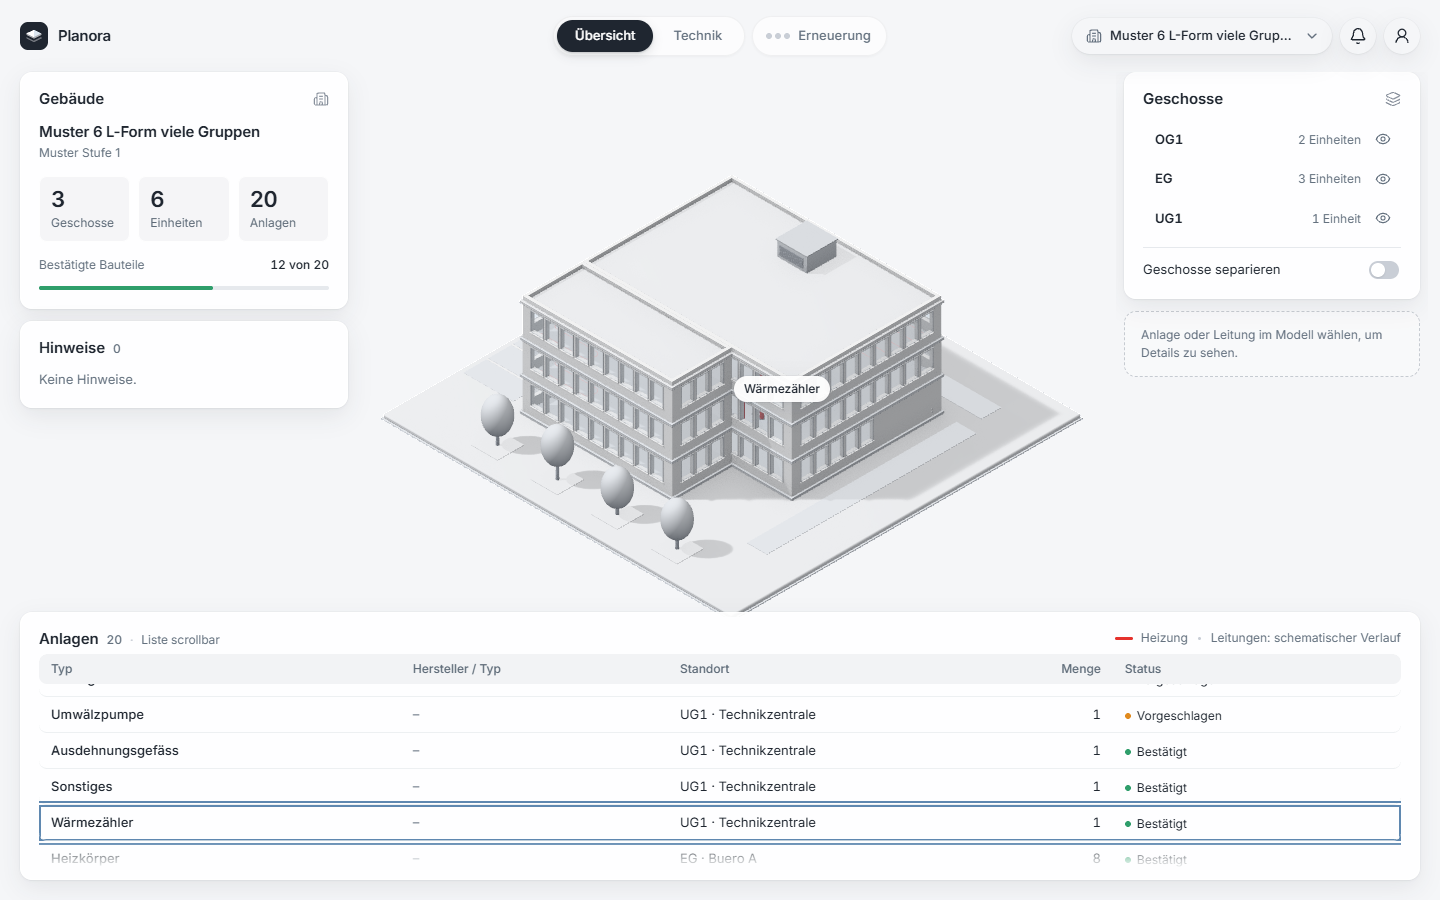 Planora
Übersicht
Technik
Erneuerung
Muster 6 L-Form viele Grup...
Gebäude
Muster 6 L-Form viele Gruppen
Muster Stufe 1
3 6 20
Geschosse Einheiten Anlagen
Bestätigte Bauteile 12 von 20
Hinweise 0
Keine Hinweise.
Wärmezähler
Geschosse
OG1 2 Einheiten
EG 3 Einheiten
UG1 1 Einheit
Geschosse separieren
Anlage oder Leitung im Modell wählen, um
Details zu sehen.
Anlagen 20 · Liste scrollbar
Heizung • Leitungen: schematischer Verlauf
Typ Hersteller / Typ Standort Menge Status
Umwälzpumpe – UG1 · Technikzentrale 1 Vorgeschlagen
Ausdehnungsgefäss – UG1 · Technikzentrale 1 Bestätigt
Sonstiges – UG1 · Technikzentrale 1 Bestätigt
Wärmezähler – UG1 · Technikzentrale 1 Bestätigt
Heizkörper – EG · Buero A 8 Bestätigt